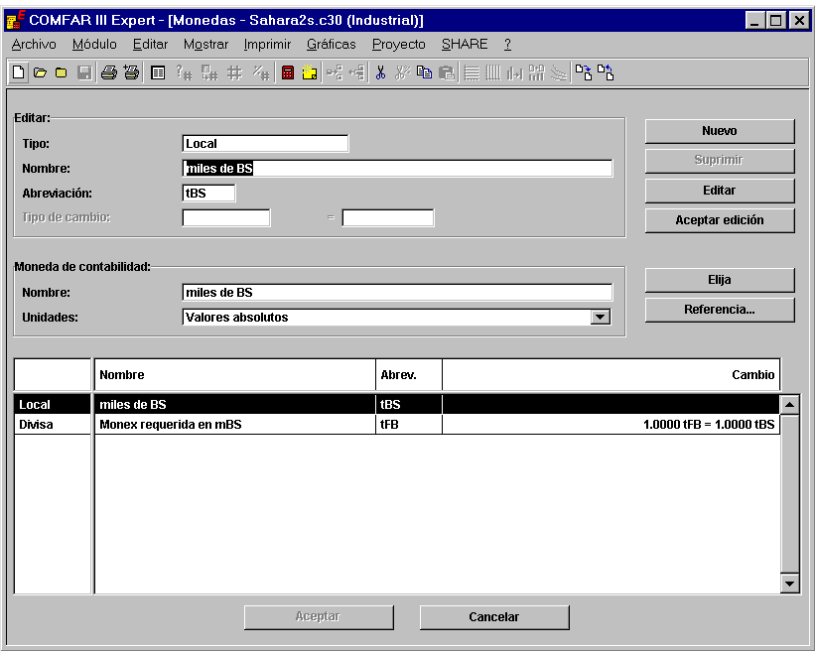 COMFAR III Expert - [Monedas - Sahara2s.c30 (Industrial)]
Archivo Módulo Editar Mostrar Imprimir Gráficas Proyecto SHARE ?
Editar:
Tipo: Local
Nombre: miles de BS
Abreviación: tBS
Tipo de cambio: =
Nuevo
Suprimir
Editar
Aceptar edición
Moneda de contabilidad:
Nombre: miles de BS
Unidades: Valores absolutos
Elija
Referencia...
Nombre Abrev. Cambio
Local miles de BS tBS
Divisa Monex requerida en mBS tFB 1.0000 tFB = 1.0000 tBS
Aceptar Cancelar